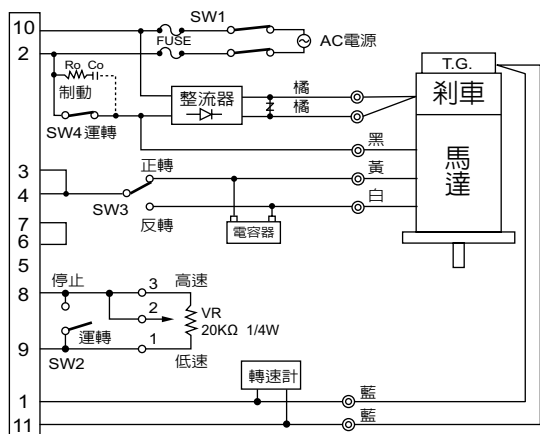 10
2
3
4
7
6
5
8
9
1
11
FUSE
SW1
AC電源
Ro Co
制動
SW4 運轉
整流器
橘
橘
黑
黃
白
T.G.
剎車
馬達
正轉
SW3
反轉
電容器
停止
3 高速
2
VR
20KΩ 1/4W
運轉
1 低速
SW2
轉速計
藍
藍